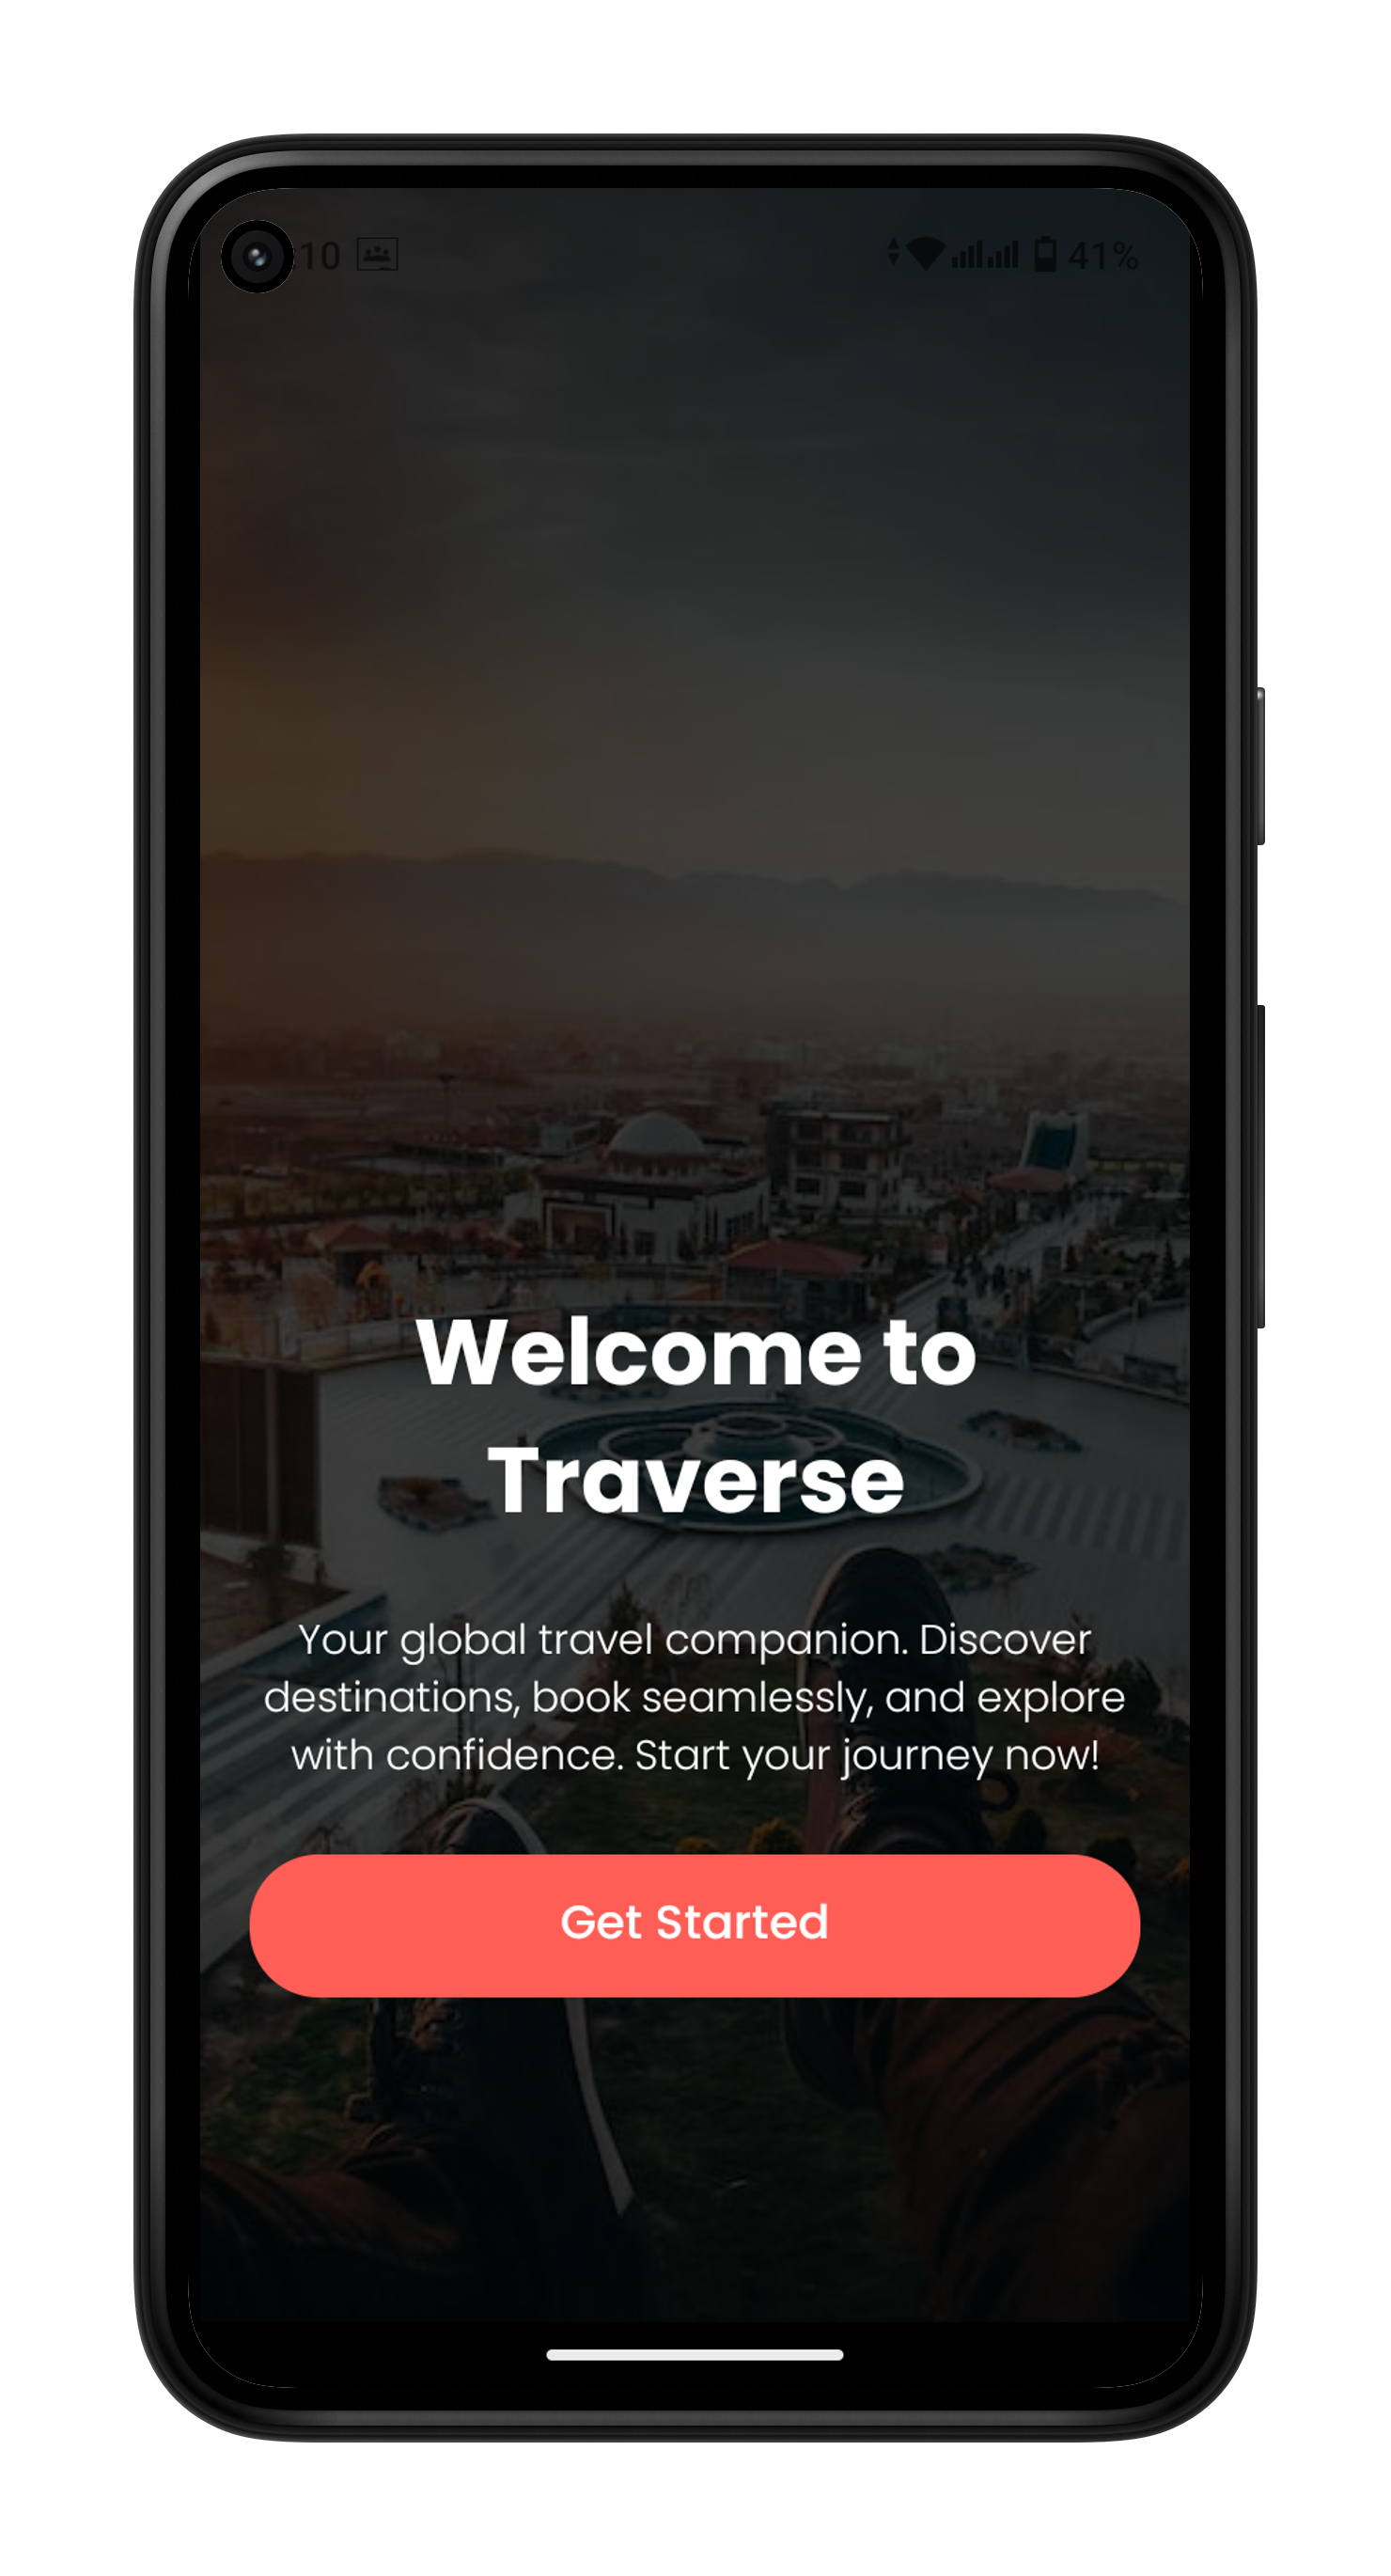 :10 41%
Welcome to
Traverse
Your global travel companion. Discover
destinations, book seamlessly, and explore
with confidence. Start your journey now!
Get Started